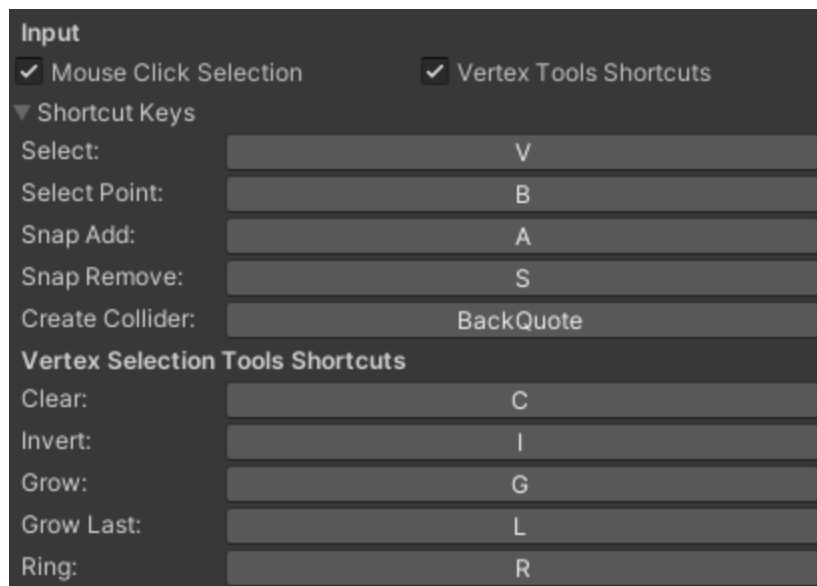 Input
Mouse Click Selection Vertex Tools Shortcuts
Shortcut Keys
Select: V
Select Point: B
Snap Add: A
Snap Remove: S
Create Collider: BackQuote
Vertex Selection Tools Shortcuts
Clear: C
Invert: I
Grow: G
Grow Last: L
Ring: R